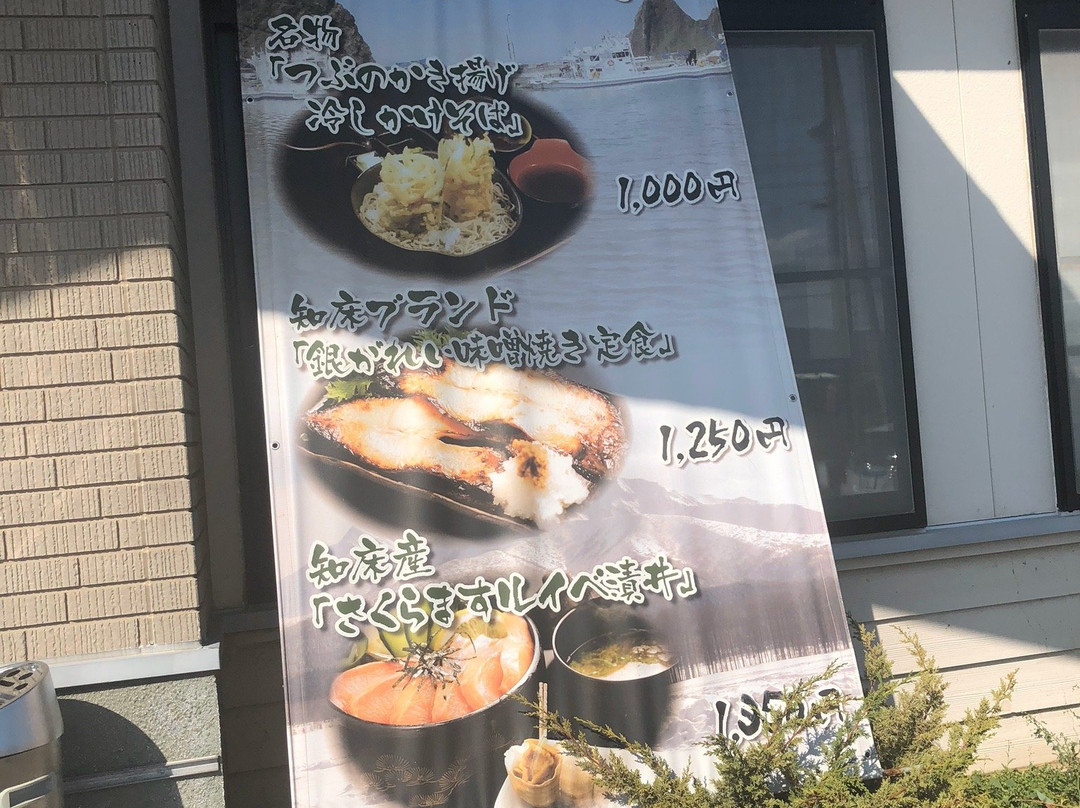 名物
「つぶのかき揚げ
冷しかけそば」
1,000円
知床ブランド
「銀がれい味噌焼き定食」
1,250円
知床産
「さくらますルイベ漬丼」